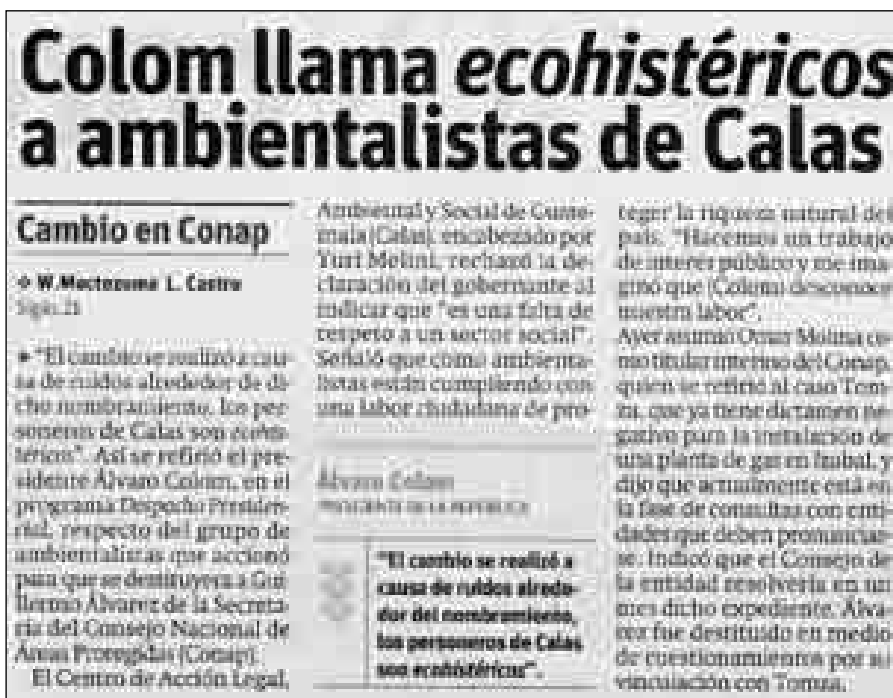 Colom llama ecohistéricos
a ambientalistas de Calas
Cambio en Conap
W. Moctezuma L. Castro
Siglo 21
"El cambio se realizó a cau-
sa de ruidos alrededor de di-
cho nombramiento, los per-
soneros de Calas son ecohis-
téricos". Así se refirió el pre-
sidente Álvaro Colom, en el
programa Despacho Presiden-
cial, respecto del grupo de
ambientalistas que accionó
para que se destituyera a Gui-
llermo Álvarez de la Secreta-
ría del Consejo Nacional de
Áreas Protegidas (Conap).
El Centro de Acción Legal,
Ambiental y Social de Guate-
mala (Calas), encabezado por
Yuri Melini, rechazó la de-
claración del gobernante al
indicar que "es una falta de
respeto a un sector social".
Señaló que como ambienta-
listas están cumpliendo con
una labor ciudadana de pro-
Álvaro Colom
PRESIDENTE DE LA REPÚBLICA
"El cambio se realizó a
causa de ruidos alrede-
dor del nombramiento,
los personeros de Calas
son ecohistéricos".
teger la riqueza natural del
país. "Hacemos un trabajo
de interés público y me ima-
gino que (Colom) desconoce
nuestra labor".
Ayer asumió Omar Molina co-
mo titular interino del Conap,
quien se refirió al caso Tom-
za, que ya tiene dictamen ne-
gativo para la instalación de
una planta de gas en Izabal, y
dijo que actualmente está en
la fase de consultas con enti-
dades que deben pronunciar-
se. Indicó que el Consejo de
la entidad resolvería en un
mes dicho expediente. Álva-
rez fue destituido en medio
de cuestionamientos por su
vinculación con Tomza.